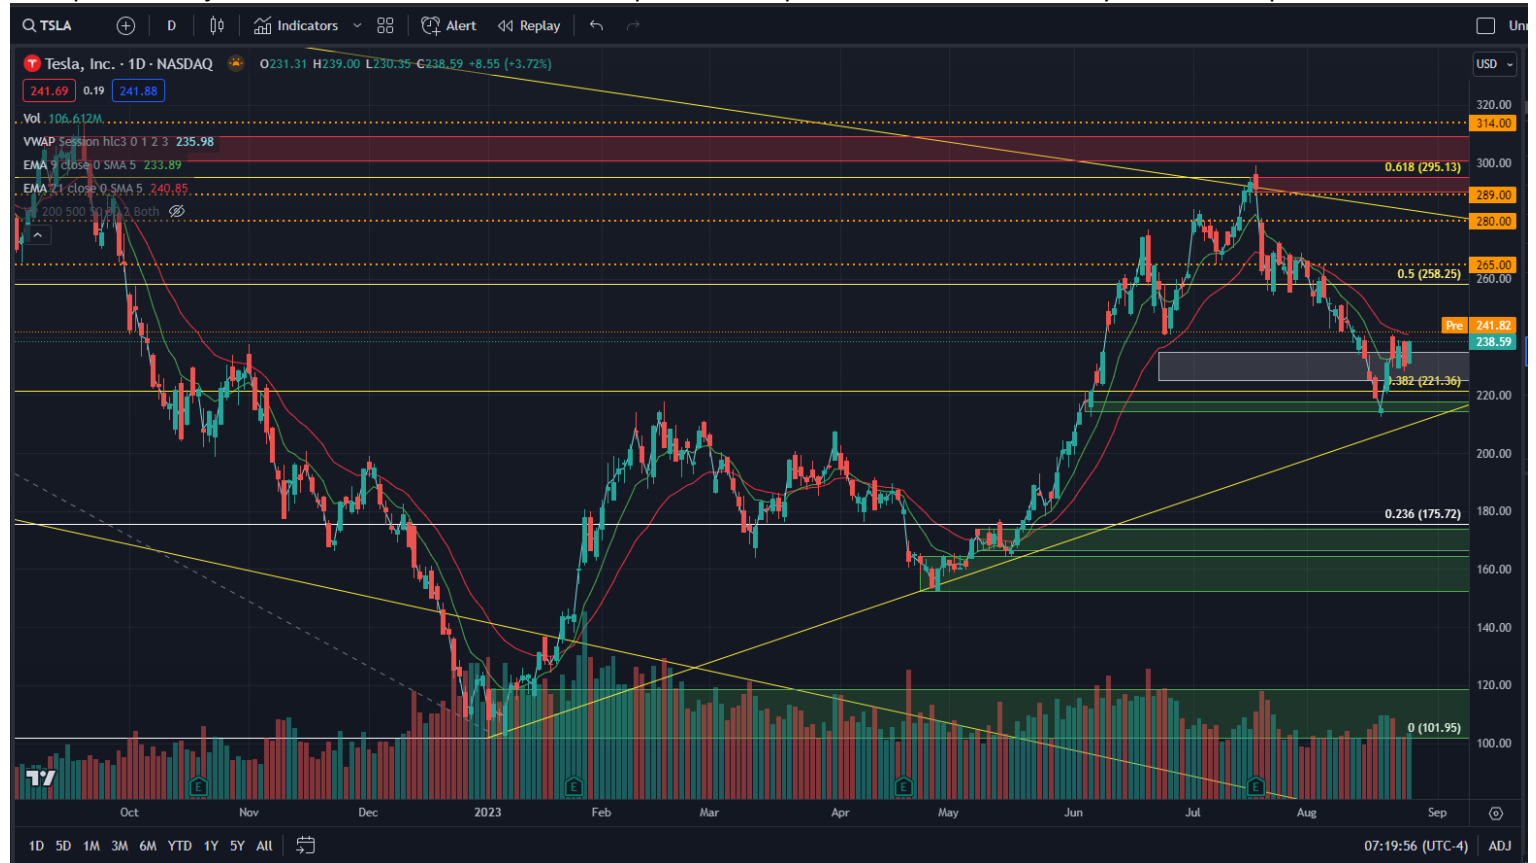 TSLA D Indicators Alert Replay
Tesla, Inc. · 1D · NASDAQ O231.31 H239.00 L230.35 C238.59 +8.55 (+3.72%) USD
241.69 0.19 241.88
Vol 106.612M
VWAP Session hlc3 0 1 2 3 235.98
EMA 9 close 0 SMA 5 233.89
EMA 21 close 0 SMA 5 240.85
200 500 Both
320.00
314.00
300.00
0.618 (295.13)
289.00
280.00
265.00
0.5 (258.25)
260.00
Pre 241.82
238.59
0.382 (221.36)
220.00
200.00
180.00
0.236 (175.72)
160.00
140.00
120.00
0 (101.95)
100.00
E E E E
Oct Nov Dec 2023 Feb Mar Apr May Jun Jul Aug Sep
1D 5D 1M 3M 6M YTD 1Y 5Y All 07:19:56 (UTC-4) ADJ